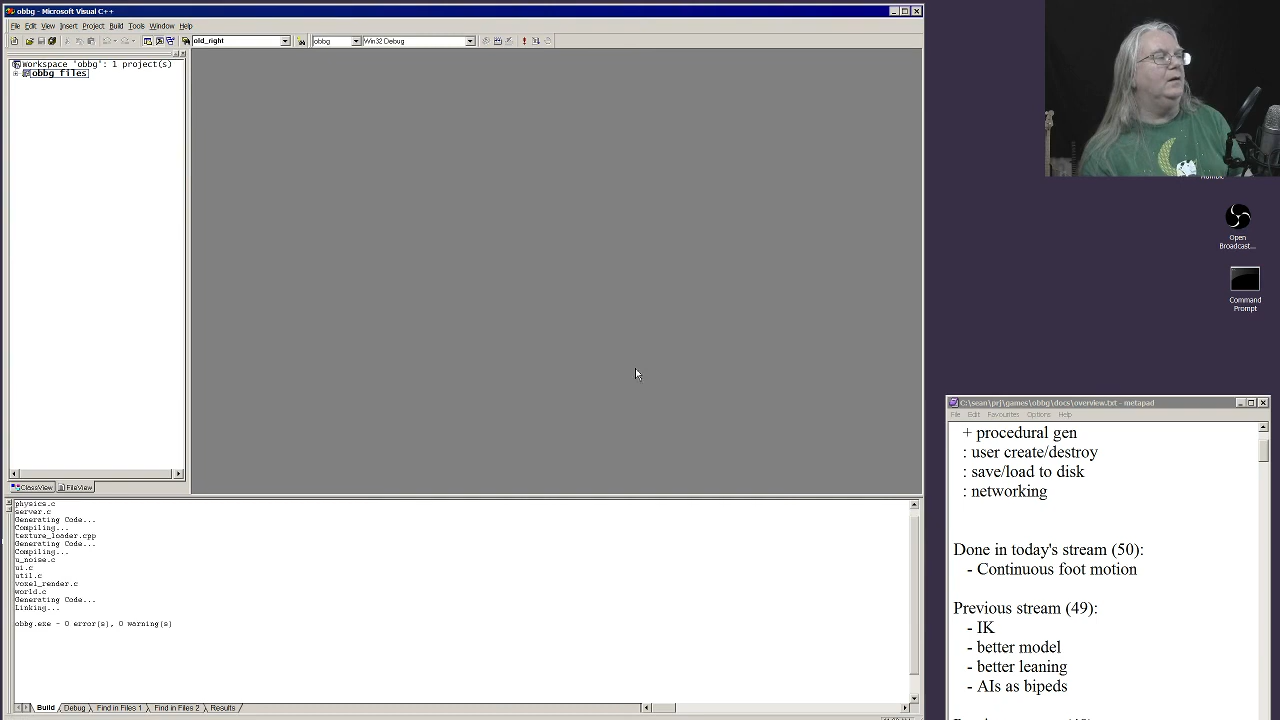 obbg - Microsoft Visual C++
File Edit View Insert Project Build Tools Window Help
old_right
obbg
Win32 Debug
Workspace 'obbg': 1 project(s)
obbg files
ClassView
FileView
physics.c
server.c
Generating Code...
Compiling...
texture_loader.cpp
Generating Code...
Compiling...
u_noise.c
ui.c
util.c
voxel_render.c
world.c
Generating Code...
Linking...
obbg.exe - 0 error(s), 0 warning(s)
Build Debug Find in Files 1 Find in Files 2 Results
Open
Broadcast...
Command
Prompt
C:\sean\prj\games\obbg\docs\overview.txt - metapad
File Edit Favourites Options Help
+ procedural gen
: user create/destroy
: save/load to disk
: networking
Done in today's stream (50):
- Continuous foot motion
Previous stream (49):
- IK
- better model
- better leaning
- AIs as bipeds